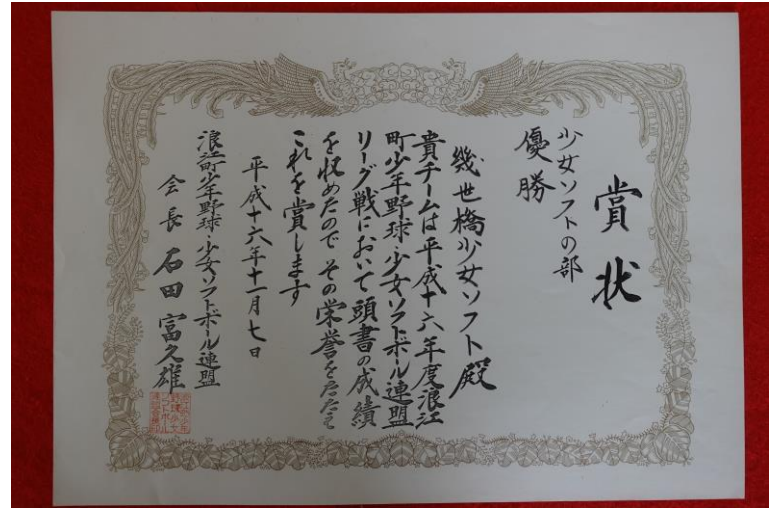 賞状
少女ソフトの部
優勝
幾世橋少女ソフト殿
貴チームは平成十六年度浪江
町少年野球・少女ソフトボール連盟
リーグ戦において頭書の成績
を収めたので その栄誉をたたえ
これを賞します
平成十六年十一月七日
浪江町少年野球・少女ソフトボール連盟
会長 石田富久雄